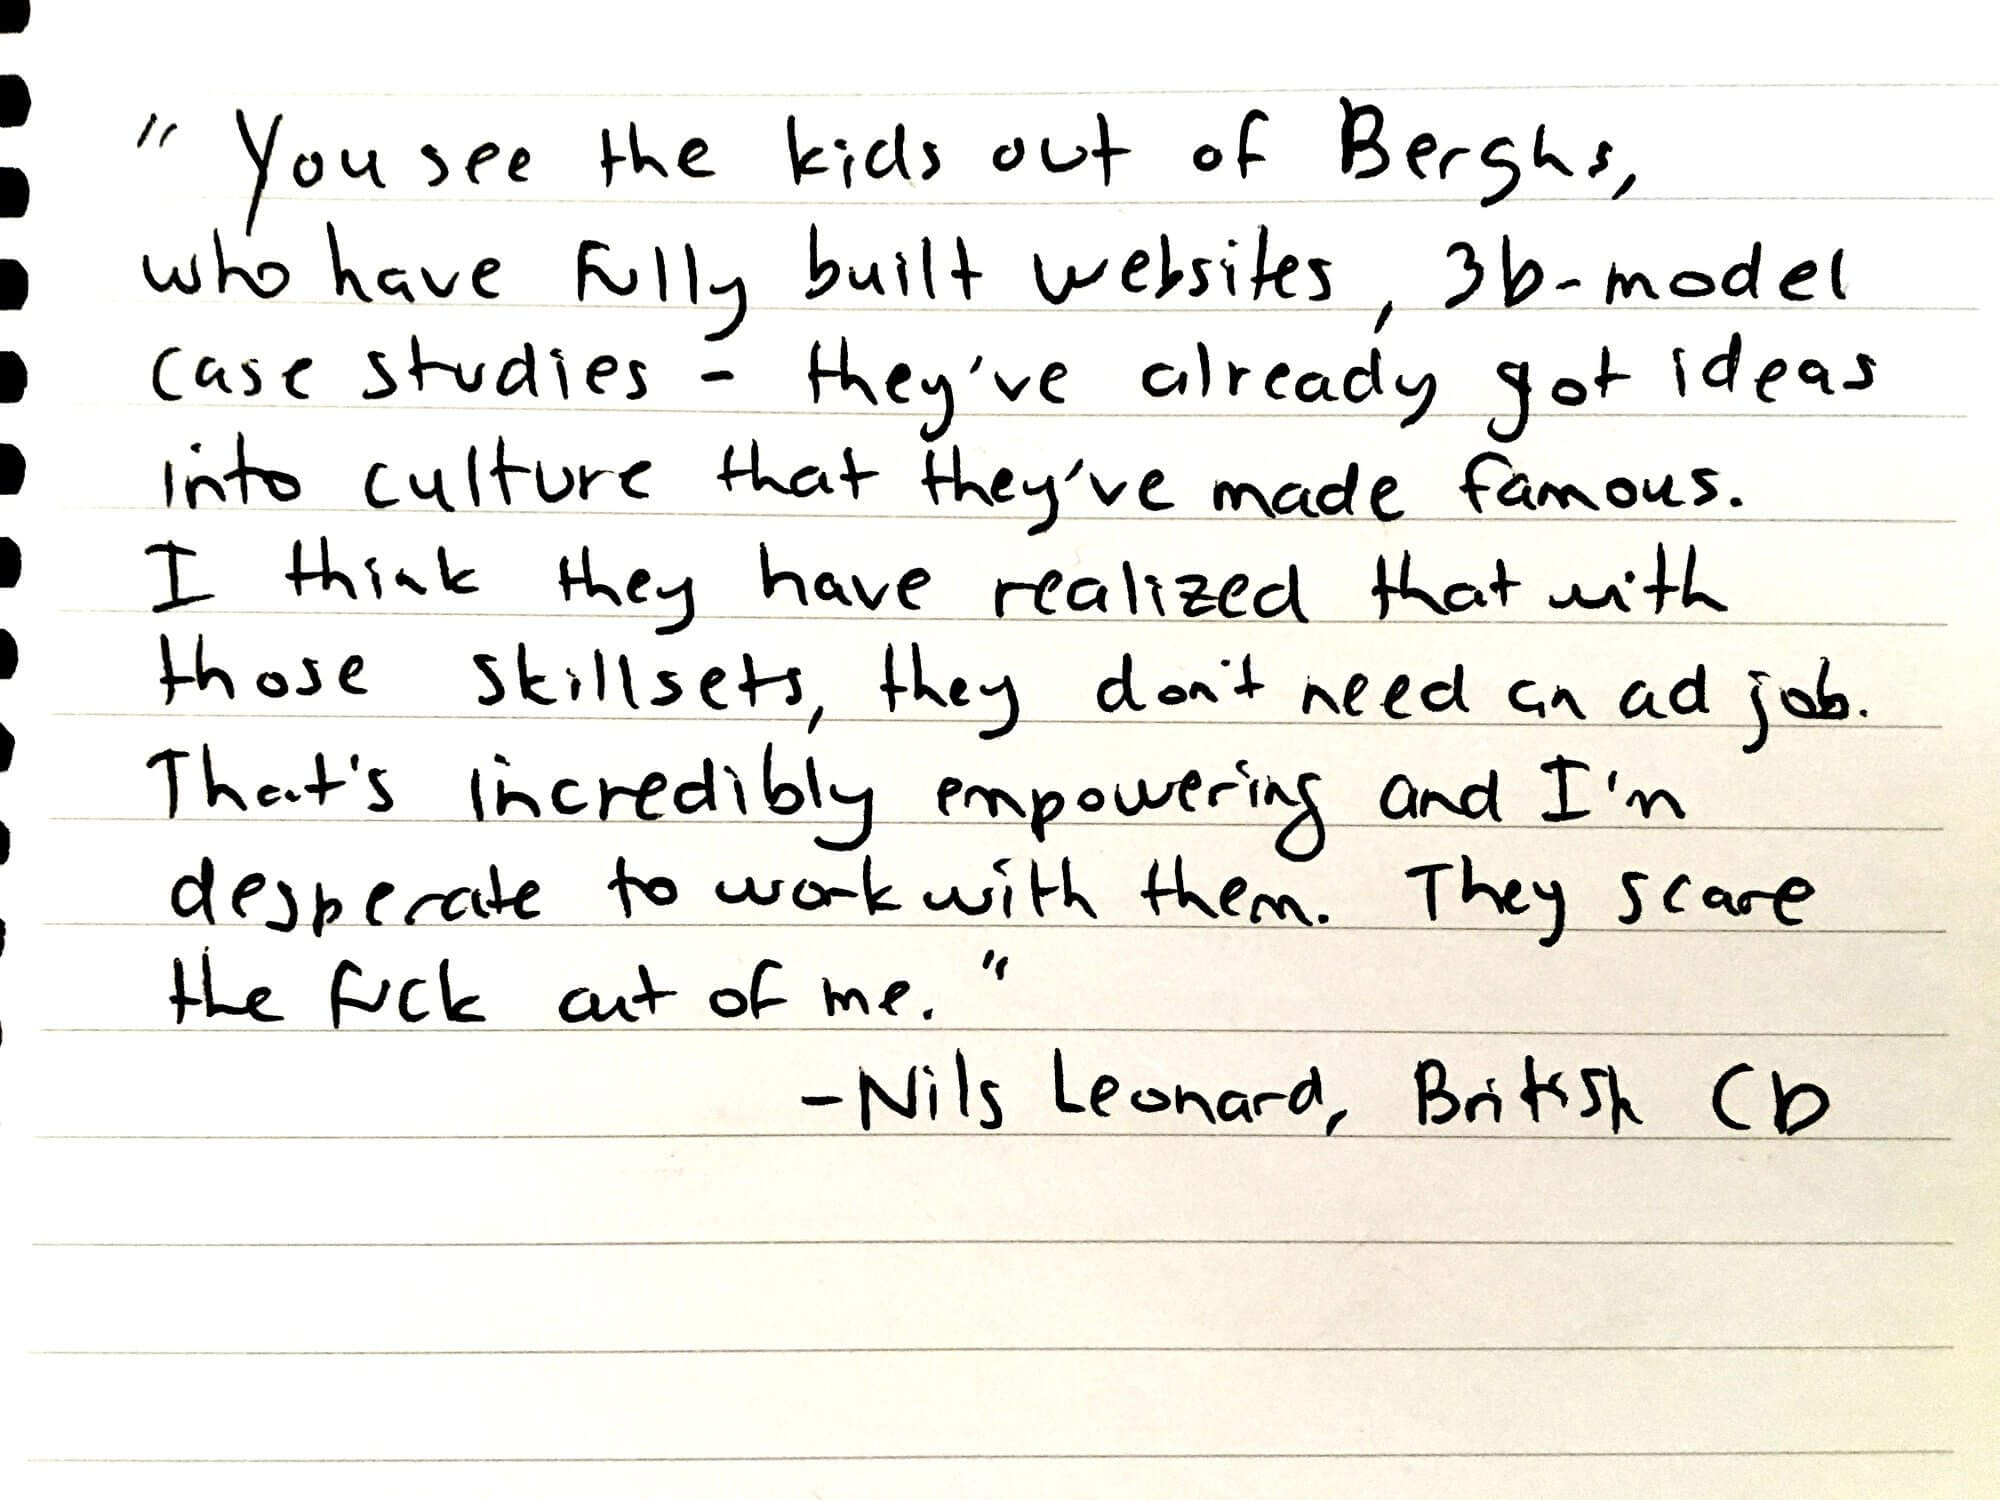 "You see the kids out of Berghs,
who have fully built websites, 3D-model
case studies - they've already got ideas
into culture that they've made famous.
I think they have realized that with
those skillsets, they don't need an ad job.
That's incredibly empowering and I'm
desperate to work with them. They scare
the fuck out of me."
-Nils Leonard, British CD